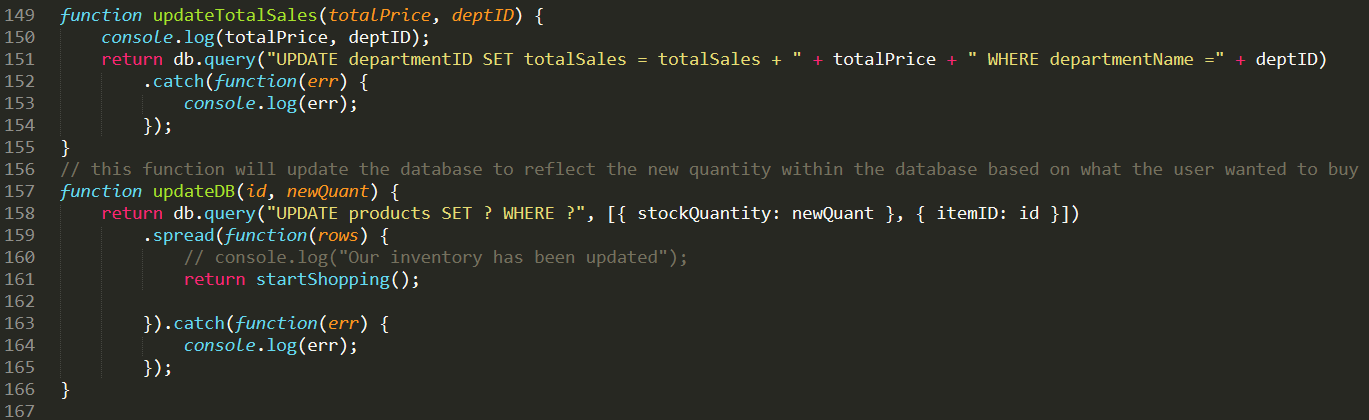 149 function updateTotalSales(totalPrice, deptID) {
150     console.log(totalPrice, deptID);
151     return db.query("UPDATE departmentID SET totalSales = totalSales + " + totalPrice + " WHERE departmentName =" + deptID)
152         .catch(function(err) {
153             console.log(err);
154         });
155 }
156 // this function will update the database to reflect the new quantity within the database based on what the user wanted to buy
157 function updateDB(id, newQuant) {
158     return db.query("UPDATE products SET ? WHERE ?", [{ stockQuantity: newQuant }, { itemID: id }])
159         .spread(function(rows) {
160             // console.log("Our inventory has been updated");
161             return startShopping();
162
163         }).catch(function(err) {
164             console.log(err);
165         });
166 }
167